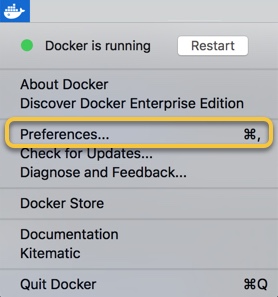 Docker is running Restart
About Docker
Discover Docker Enterprise Edition
Preferences... ⌘,
Check for Updates...
Diagnose and Feedback...
Docker Store
Documentation
Kitematic
Quit Docker ⌘Q